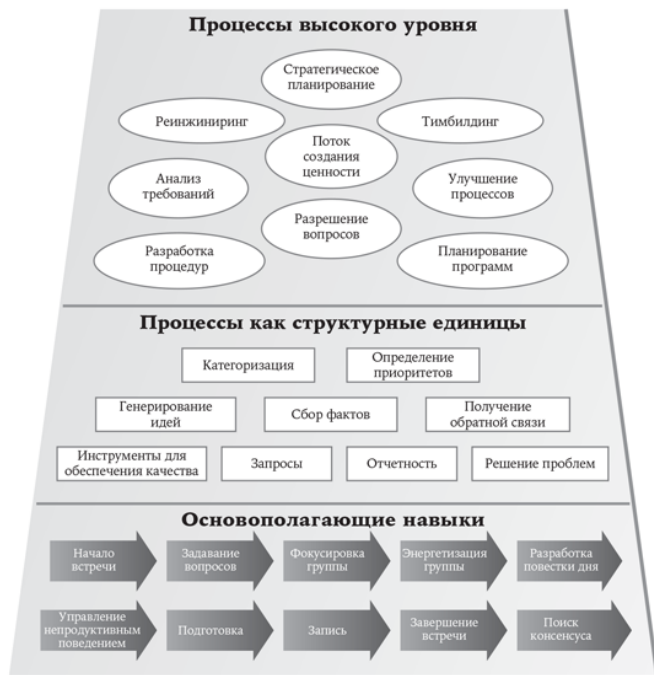 Процессы высокого уровня
Стратегическое
планирование
Реинжиниринг
Тимбилдинг
Поток
создания
ценности
Анализ
требований
Улучшение
процессов
Разрешение
вопросов
Разработка
процедур
Планирование
программ
Процессы как структурные единицы
Категоризация
Определение
приоритетов
Генерирование
идей
Сбор фактов
Получение
обратной связи
Инструменты для
обеспечения качества
Запросы
Отчетность
Решение проблем
Основополагающие навыки
Начало
встречи
Задавание
вопросов
Фокусировка
группы
Энергетизация
группы
Разработка
повестки дня
Управление
непродуктивным
поведением
Подготовка
Запись
Завершение
встречи
Поиск
консенсуса